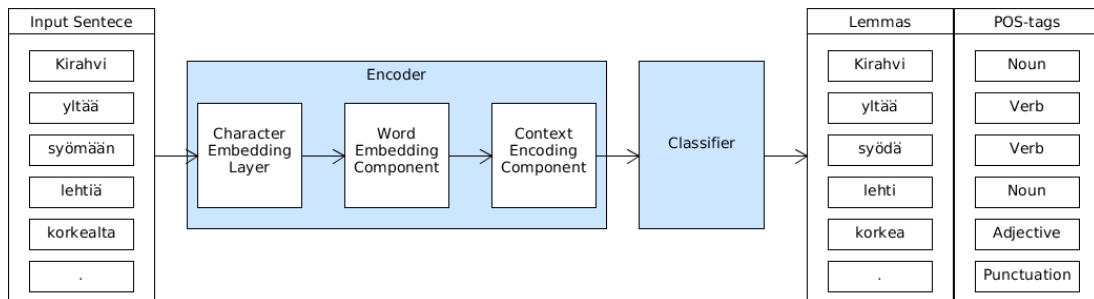 Input Sentece
Kirahvi
yltää
syömään
lehtiä
korkealta
.
Encoder
Character
Embedding
Layer
Word
Embedding
Component
Context
Encoding
Component
Classifier
Lemmas
Kirahvi
yltää
syödä
lehti
korkea
.
POS-tags
Noun
Verb
Verb
Noun
Adjective
Punctuation